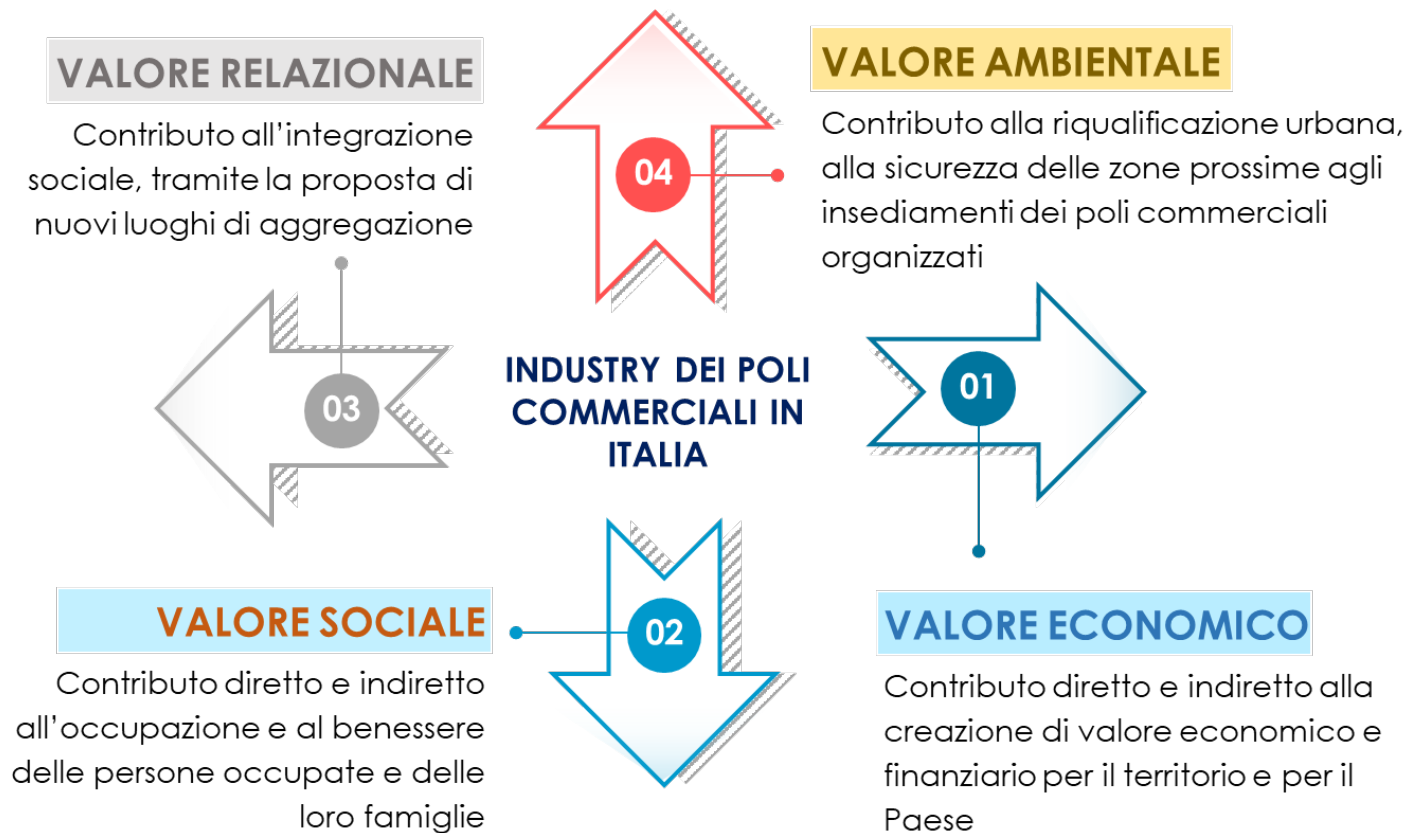 VALORE RELAZIONALE
Contributo all’integrazione
sociale, tramite la proposta di
nuovi luoghi di aggregazione
04
VALORE AMBIENTALE
Contributo alla riqualificazione urbana,
alla sicurezza delle zone prossime agli
insediamenti dei poli commerciali
organizzati
03
INDUSTRY DEI POLI
COMMERCIALI IN
ITALIA
01
VALORE SOCIALE
Contributo diretto e indiretto
all’occupazione e al benessere
delle persone occupate e delle
loro famiglie
02
VALORE ECONOMICO
Contributo diretto e indiretto alla
creazione di valore economico e
finanziario per il territorio e per il
Paese